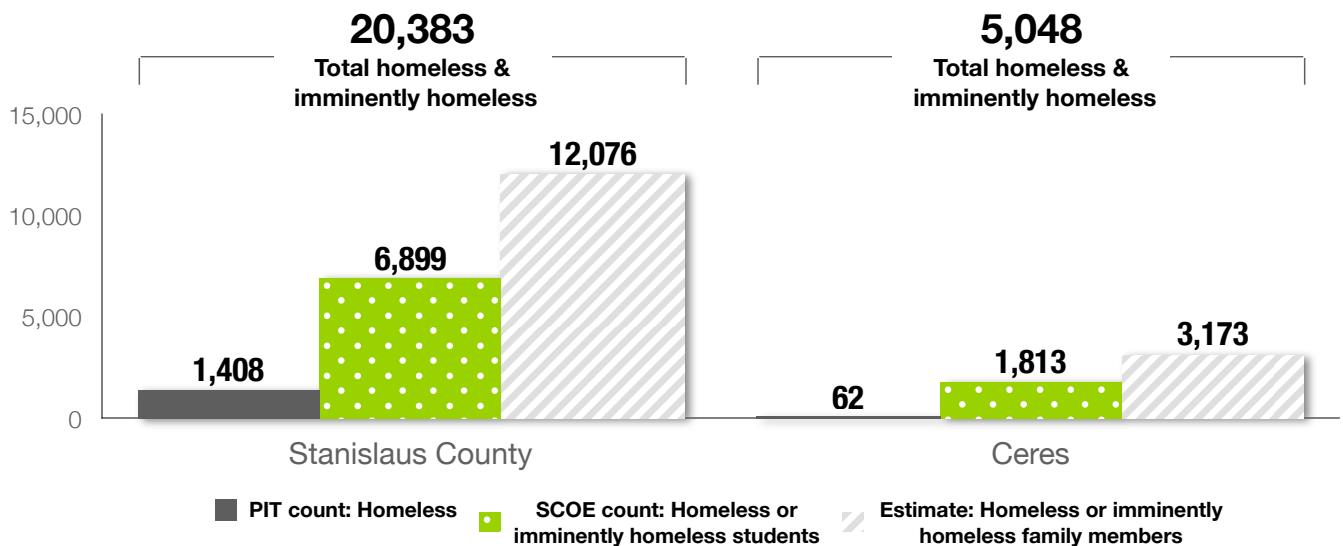 20,383
Total homeless &
imminently homeless
5,048
Total homeless &
imminently homeless
15,000
10,000
5,000
0
1,408
6,899
12,076
62
1,813
3,173
Stanislaus County
Ceres
PIT count: Homeless
SCOE count: Homeless or
imminently homeless students
Estimate: Homeless or imminently
homeless family members